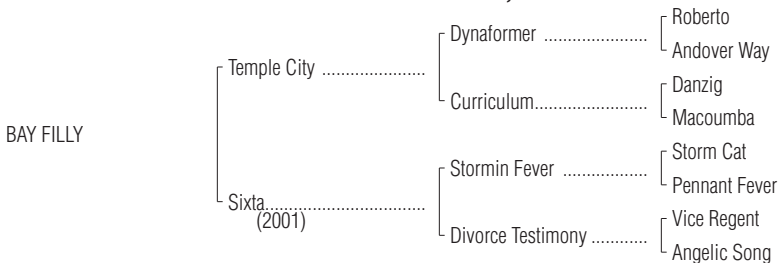 Roberto
Dynaformer ......................
Andover Way
Temple City ......................
Danzig
Curriculum........................
Macoumba
BAY FILLY
Storm Cat
Stormin Fever ..................
Pennant Fever
Sixta..................................
(2001)
Vice Regent
Divorce Testimony ............
Angelic Song